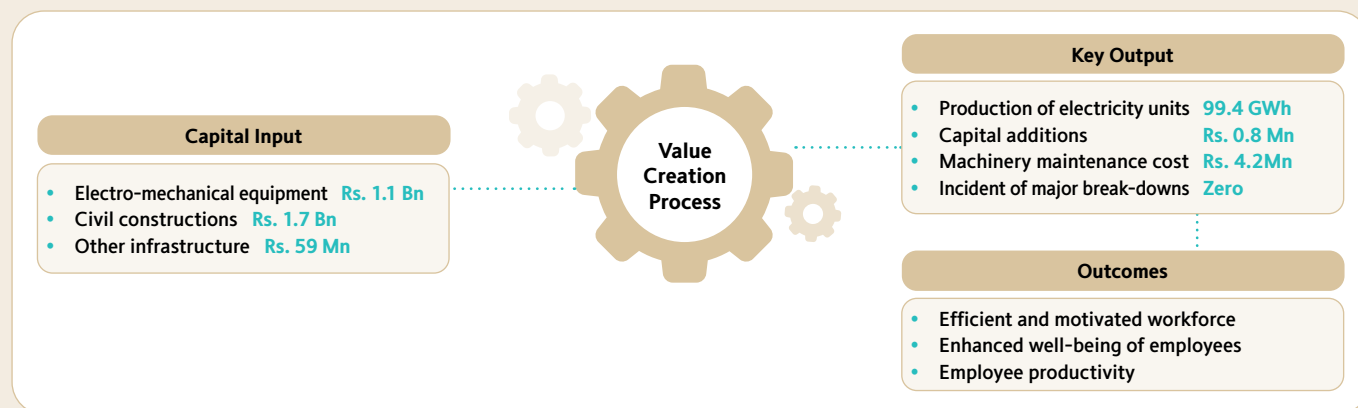 Capital Input
• Electro-mechanical equipment Rs. 1.1 Bn
• Civil constructions Rs. 1.7 Bn
• Other infrastructure Rs. 59 Mn
Value
Creation
Process
Key Output
• Production of electricity units 99.4 GWh
• Capital additions Rs. 0.8 Mn
• Machinery maintenance cost Rs. 4.2Mn
• Incident of major break-downs Zero
Outcomes
• Efficient and motivated workforce
• Enhanced well-being of employees
• Employee productivity